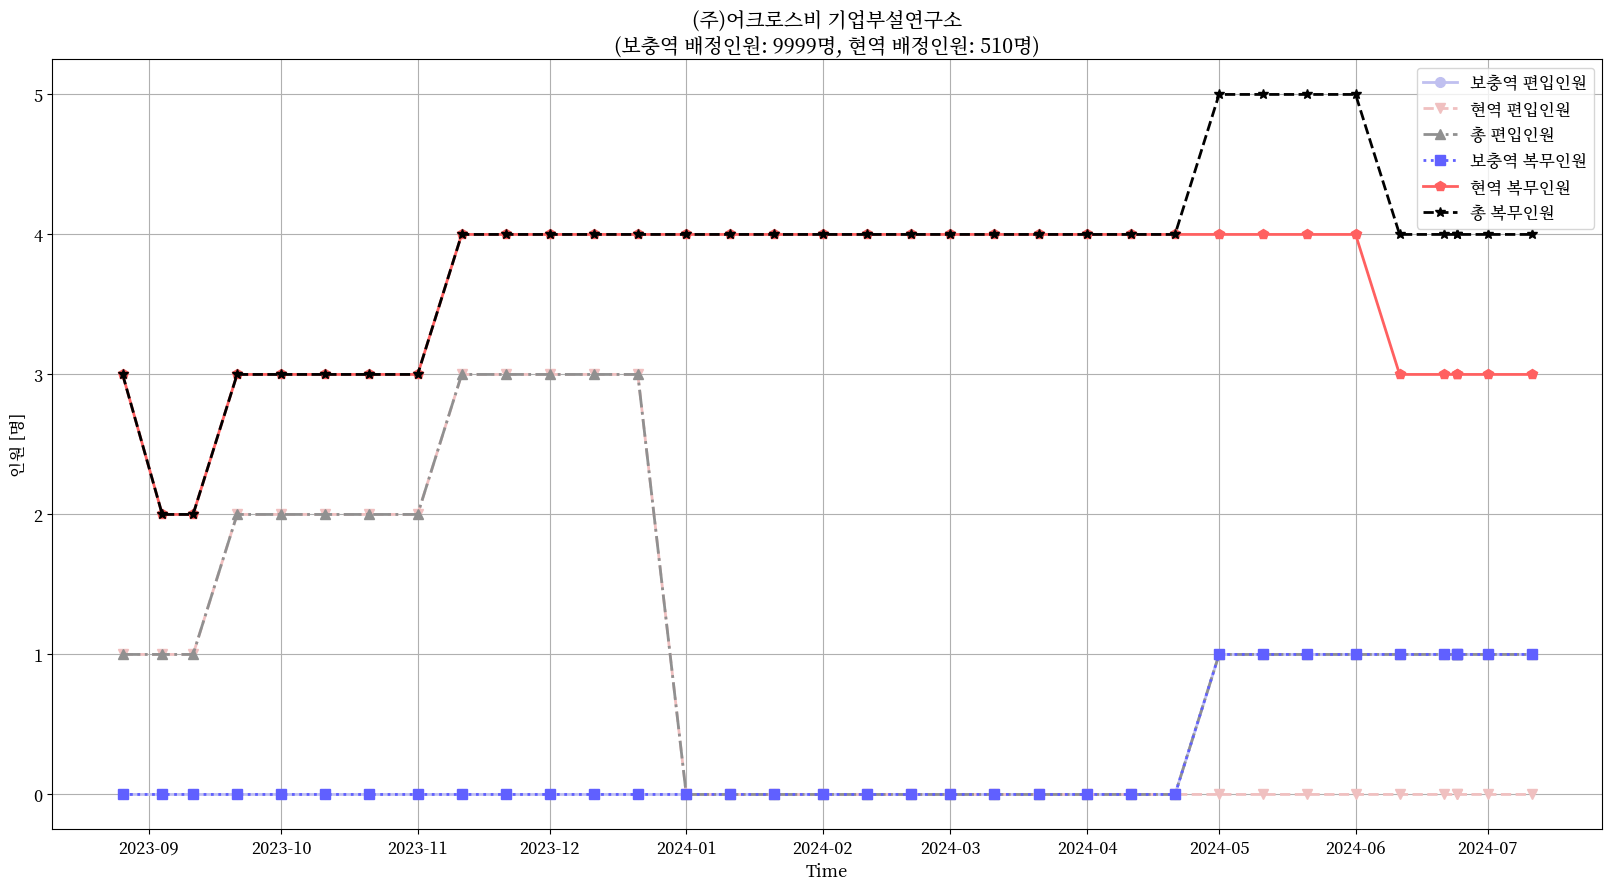 (주)어크로스비 기업부설연구소
(보충역 배정인원: 9999명, 현역 배정인원: 510명)
보충역 편입인원
현역 편입인원
총 편입인원
보충역 복무인원
현역 복무인원
총 복무인원
인원 [명]
5
4
3
2
1
0
2023-09
2023-10
2023-11
2023-12
2024-01
2024-02
2024-03
2024-04
2024-05
2024-06
2024-07
Time